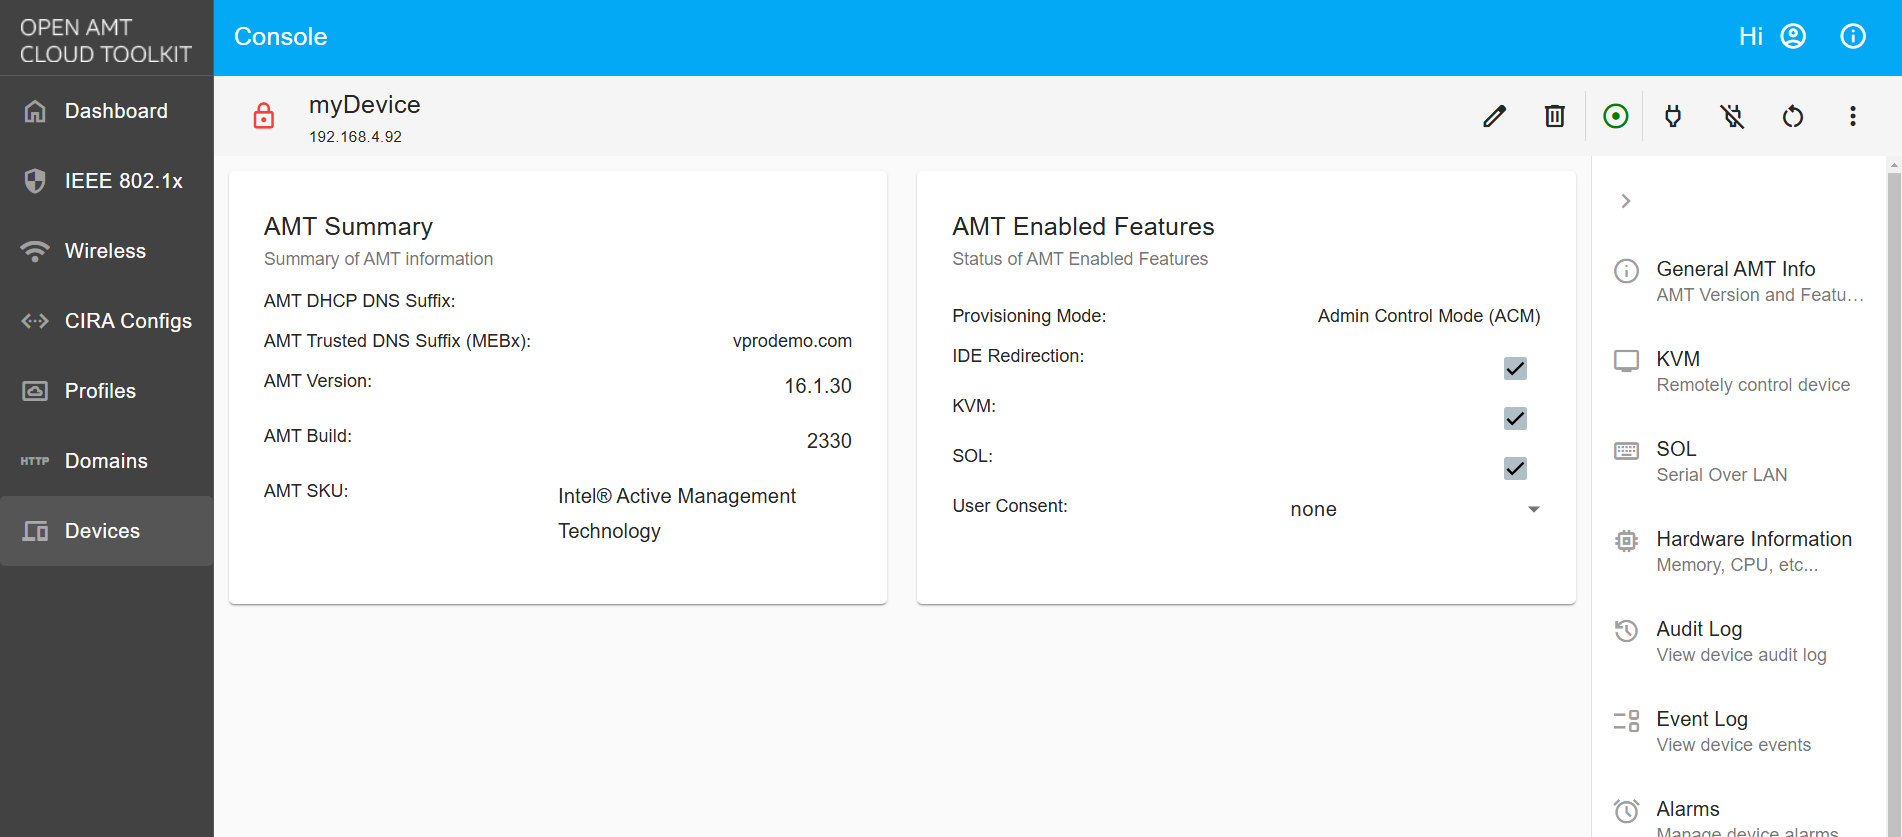 OPEN AMT
CLOUD TOOLKIT
Console
Hi
Dashboard
IEEE 802.1x
Wireless
CIRA Configs
Profiles
HTTP Domains
Devices
myDevice
192.168.4.92
AMT Summary
Summary of AMT information
AMT DHCP DNS Suffix:
AMT Trusted DNS Suffix (MEBx): vprodemo.com
AMT Version: 16.1.30
AMT Build: 2330
AMT SKU: Intel® Active Management
Technology
AMT Enabled Features
Status of AMT Enabled Features
Provisioning Mode: Admin Control Mode (ACM)
IDE Redirection:
KVM:
SOL:
User Consent: none
General AMT Info
AMT Version and Featu…
KVM
Remotely control device
SOL
Serial Over LAN
Hardware Information
Memory, CPU, etc...
Audit Log
View device audit log
Event Log
View device events
Alarms
Manage device alarms